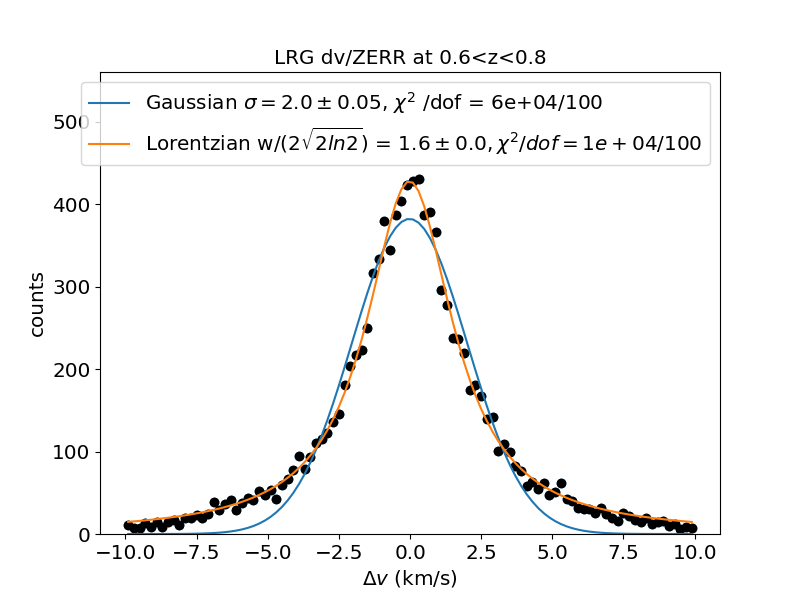 LRG dv/ZERR at 0.6<z<0.8
Gaussian σ = 2.0 ± 0.05, χ² /dof = 6e+04/100
Lorentzian w/(2√2ln2) = 1.6 ± 0.0, χ²/dof = 1e + 04/100
500
400
300
200
100
0
counts
−10.0 −7.5 −5.0 −2.5 0.0 2.5 5.0 7.5 10.0
Δv (km/s)